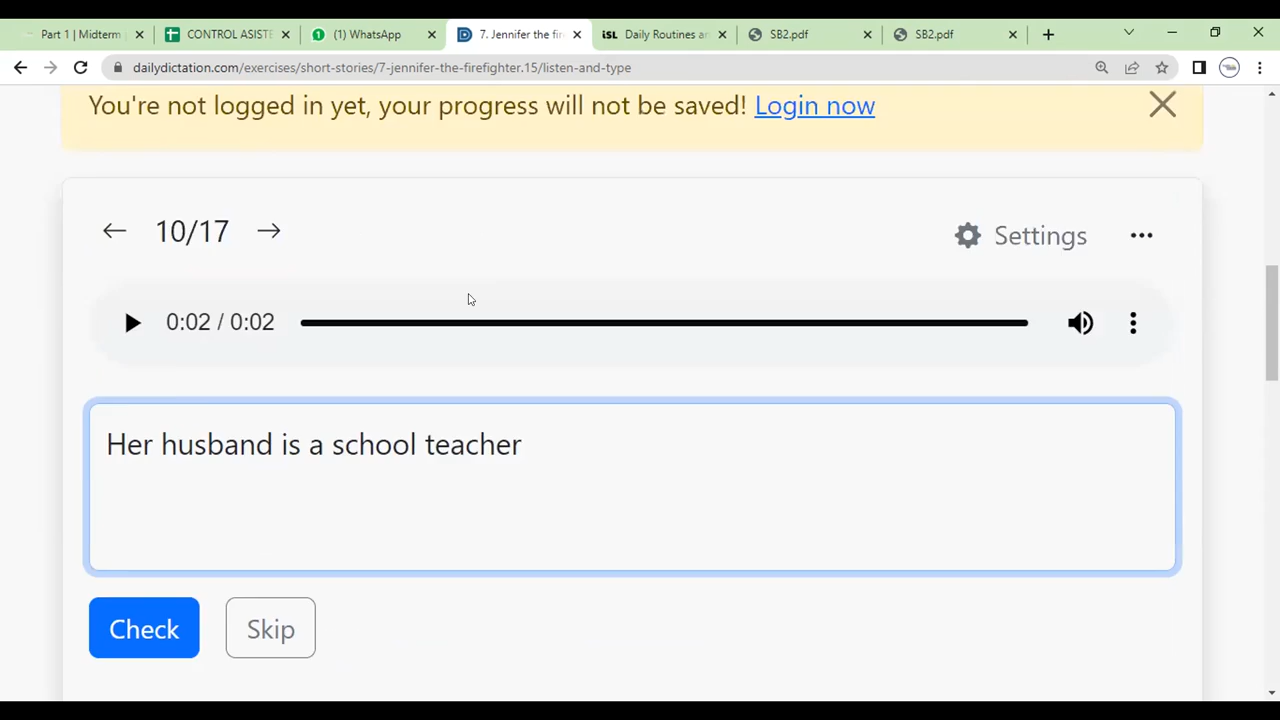 Part 1 | Midterm
CONTROL ASISTE
(1) WhatsApp
7. Jennifer the fir
Daily Routines an
SB2.pdf
SB2.pdf
dailydictation.com/exercises/short-stories/7-jennifer-the-firefighter.15/listen-and-type
You're not logged in yet, your progress will not be saved! Login now
10/17
Settings
0:02 / 0:02
Her husband is a school teacher
Check
Skip